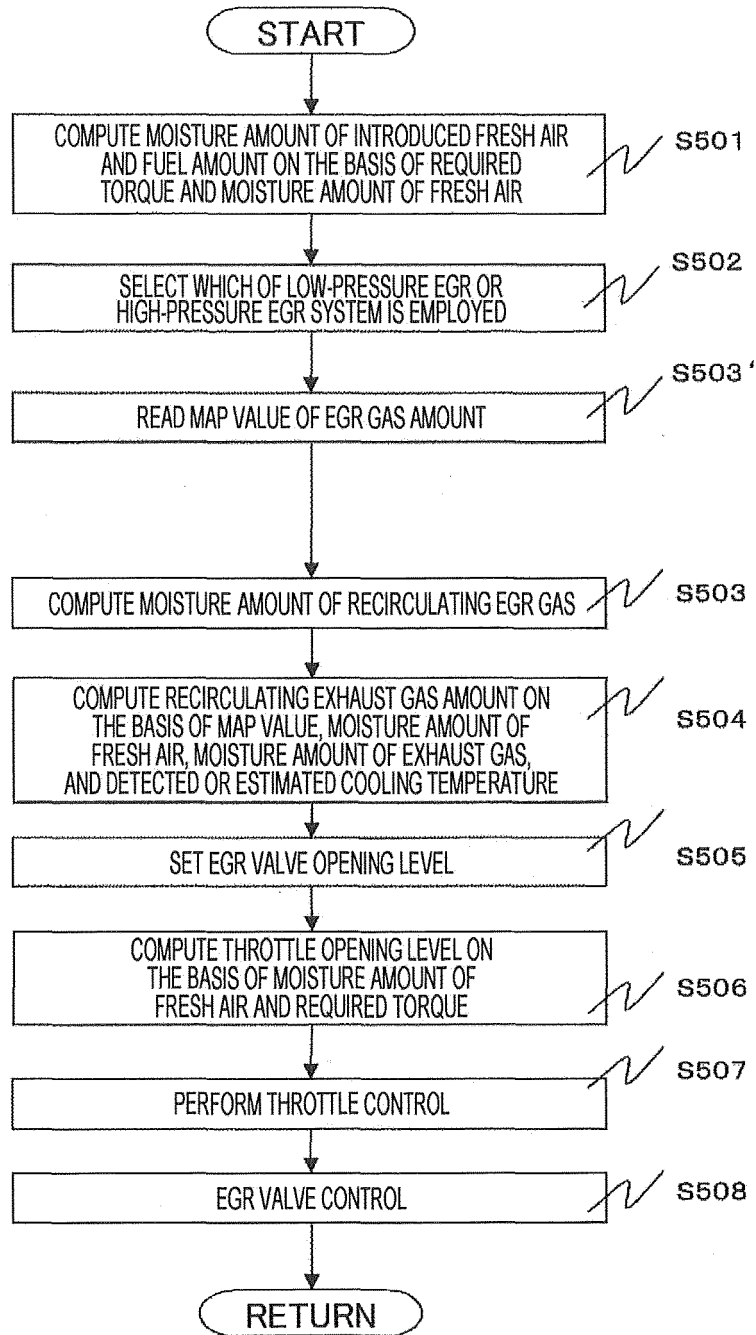 START
COMPUTE MOISTURE AMOUNT OF INTRODUCED FRESH AIR
AND FUEL AMOUNT ON THE BASIS OF REQUIRED
TORQUE AND MOISTURE AMOUNT OF FRESH AIR
S501
SELECT WHICH OF LOW-PRESSURE EGR OR
HIGH-PRESSURE EGR SYSTEM IS EMPLOYED
S502
READ MAP VALUE OF EGR GAS AMOUNT
S503'
COMPUTE MOISTURE AMOUNT OF RECIRCULATING EGR GAS
S503
COMPUTE RECIRCULATING EXHAUST GAS AMOUNT ON
THE BASIS OF MAP VALUE, MOISTURE AMOUNT OF
FRESH AIR, MOISTURE AMOUNT OF EXHAUST GAS,
AND DETECTED OR ESTIMATED COOLING TEMPERATURE
S504
SET EGR VALVE OPENING LEVEL
S505
COMPUTE THROTTLE OPENING LEVEL ON
THE BASIS OF MOISTURE AMOUNT OF
FRESH AIR AND REQUIRED TORQUE
S506
PERFORM THROTTLE CONTROL
S507
EGR VALVE CONTROL
S508
RETURN